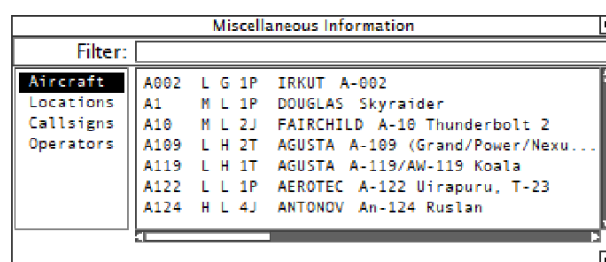 Miscellaneous Information
Filter:
Aircraft
Locations
Callsigns
Operators
A002 L G 1P IRKUT A-002
A1 M L 1P DOUGLAS Skyraider
A10 M L 2J FAIRCHILD A-10 Thunderbolt 2
A109 L H 2T AGUSTA A-109 (Grand/Power/Nexu...
A119 L H 1T AGUSTA A-119/AW-119 Koala
A122 L L 1P AEROTEC A-122 Uirapuru, T-23
A124 H L 4J ANTONOV An-124 Ruslan